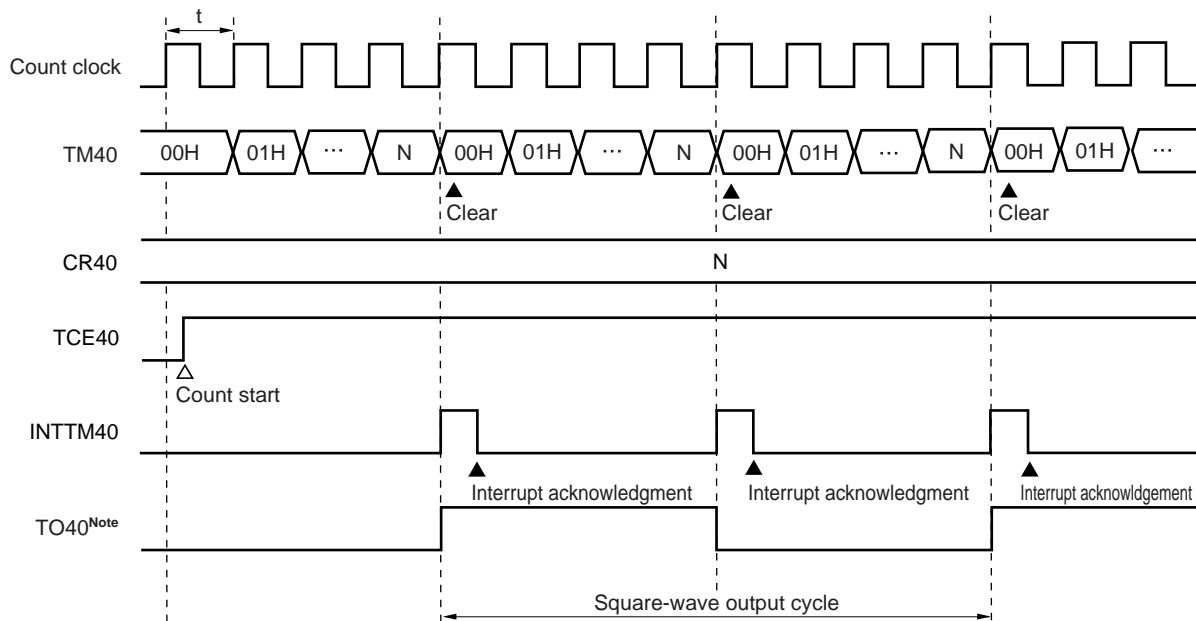 t
Count clock
TM40 00H 01H ... N 00H 01H ... N 00H 01H ... N 00H 01H ...
Clear Clear Clear
CR40 N
TCE40
Count start
INTTM40
Interrupt acknowledgment Interrupt acknowledgment Interrupt acknowldgement
TO40Note
Square-wave output cycle